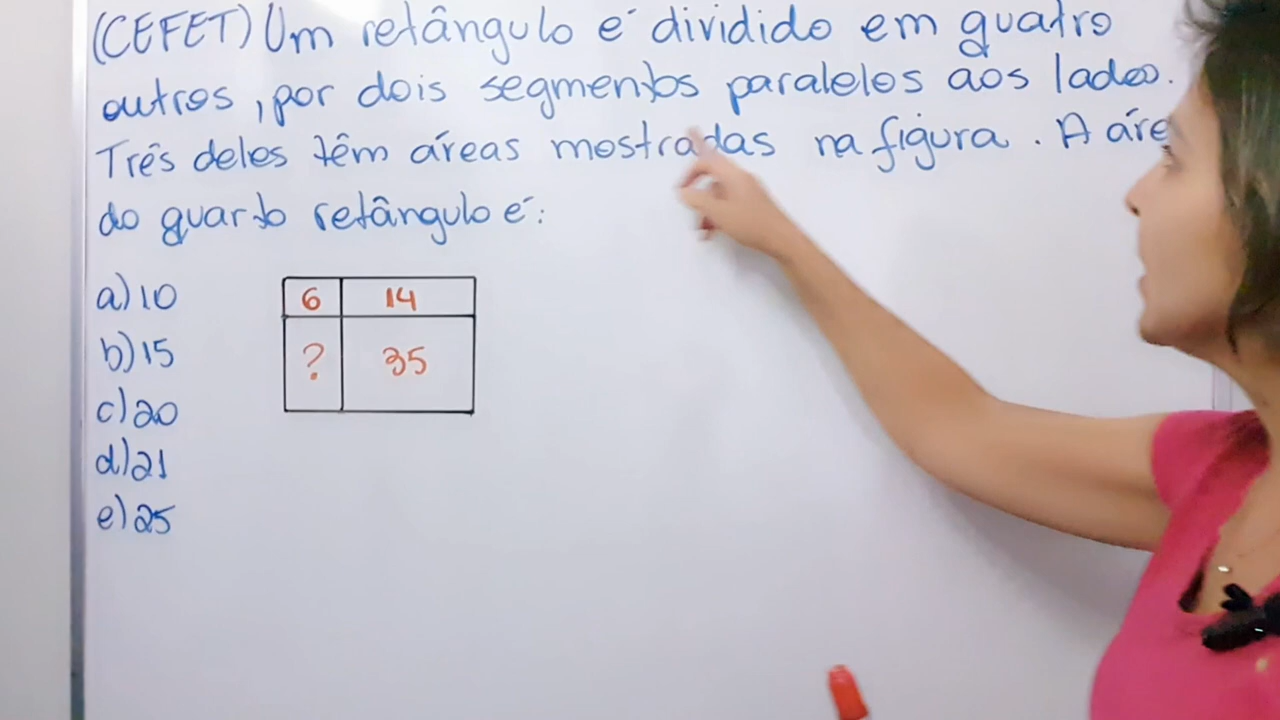 (CEFET) Um retângulo é dividido em quatro
outros, por dois segmentos paralelos aos lados.
Três deles têm áreas mostradas na figura. A
do quarto retângulo é:
a) 10
b) 15
c) 20
d) 21
e) 25
6 14
? 35